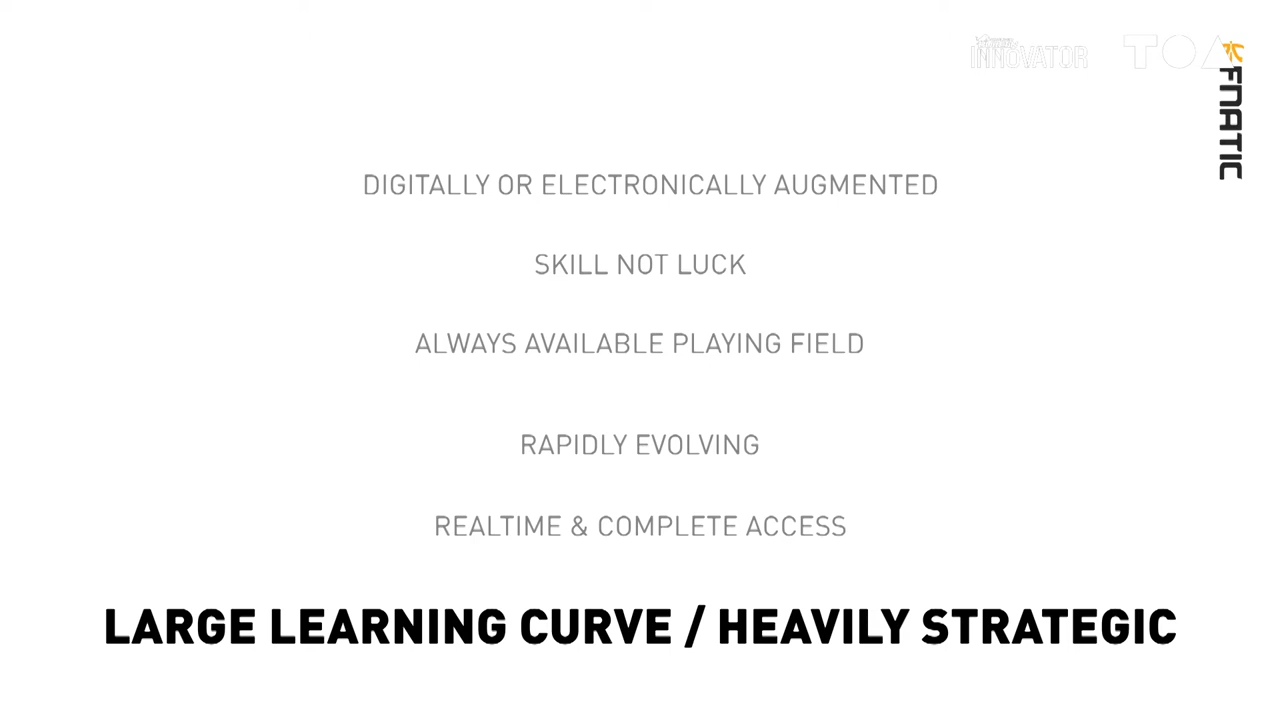 INNOVATOR
TOA
FNATIC
DIGITALLY OR ELECTRONICALLY AUGMENTED
SKILL NOT LUCK
ALWAYS AVAILABLE PLAYING FIELD
RAPIDLY EVOLVING
REALTIME & COMPLETE ACCESS
LARGE LEARNING CURVE / HEAVILY STRATEGIC